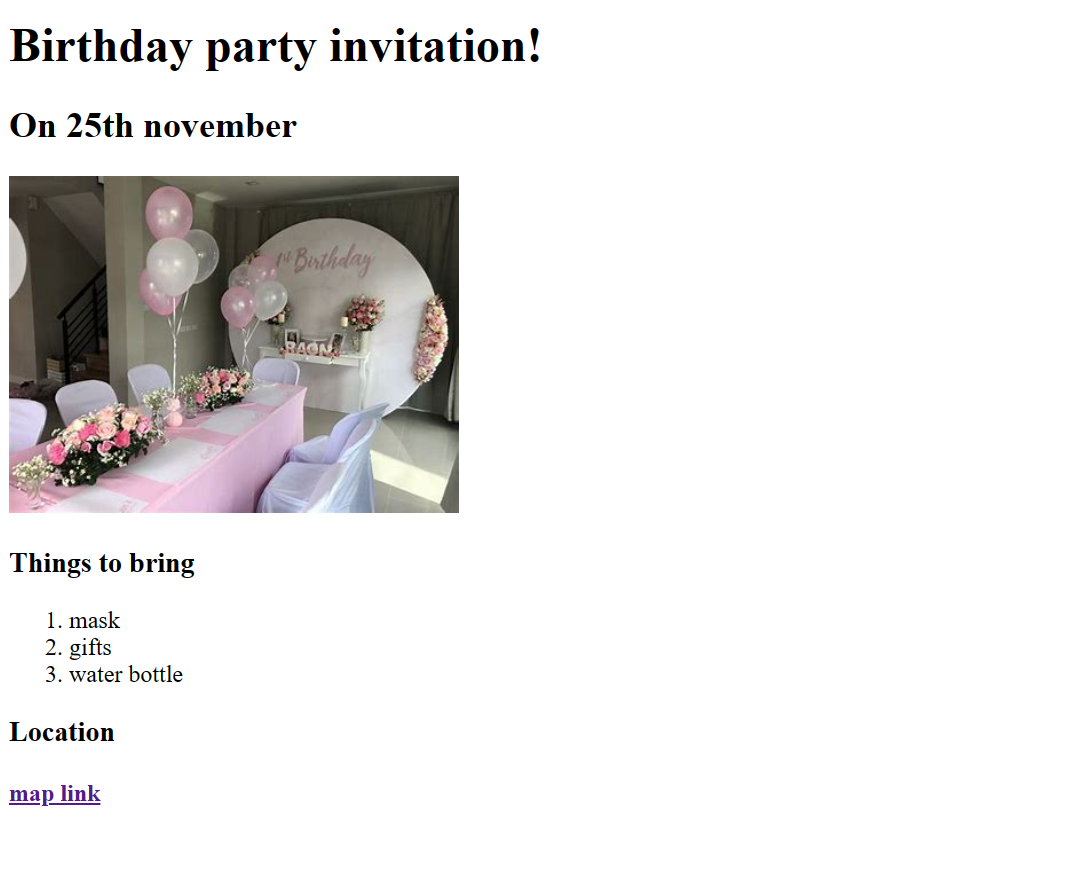 Birthday party invitation!
On 25th november
1st Birthday
Things to bring
1. mask
2. gifts
3. water bottle
Location
map link